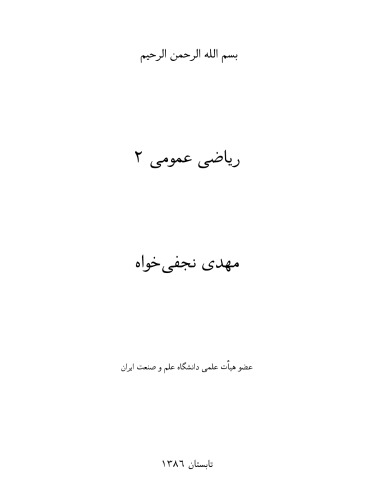 بسم الله الرحمن الرحیم
ریاضی عمومی ۲
مهدی نجفی‌خواه
عضو هیأت علمی دانشگاه علم و صنعت ایران
تابستان ۱۳۸۶